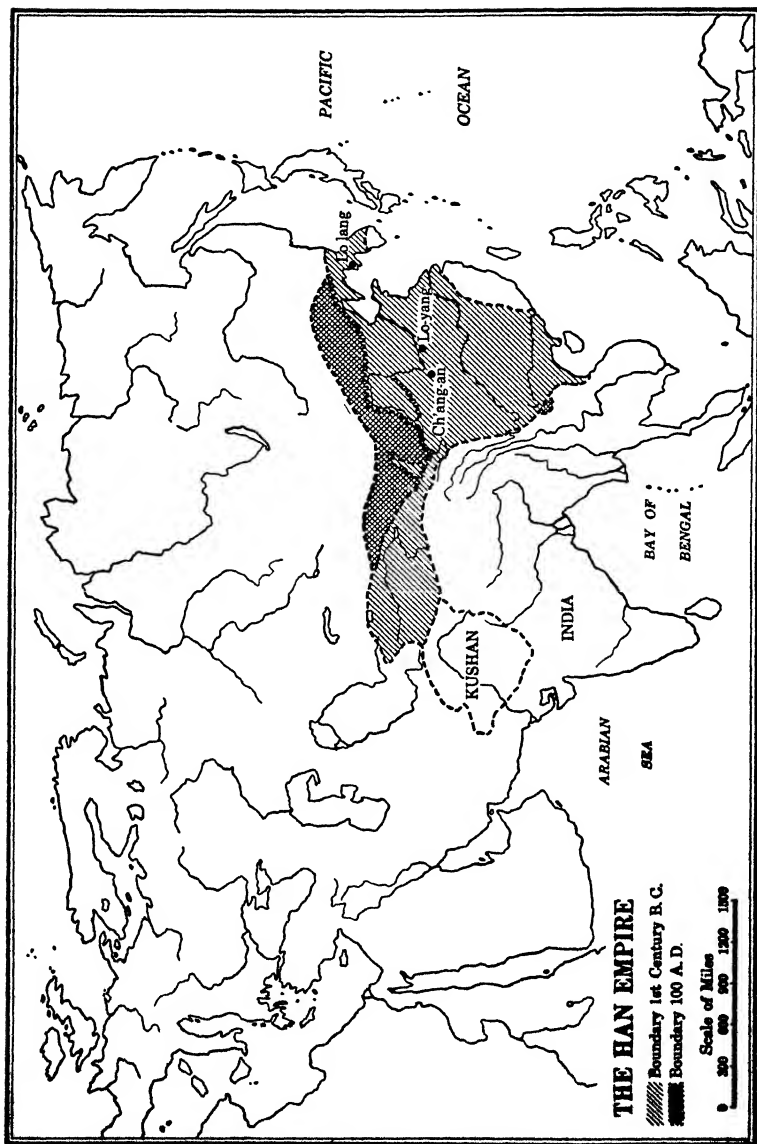 THE HAN EMPIRE
Boundary 1st Century B.C.
Boundary 100 A.D.
Scale of Miles
0 300 600 900 1200 1500
PACIFIC
OCEAN
Lo lang
Lo-yang
Ch'ang-an
KUSHAN
INDIA
BAY OF
BENGAL
ARABIAN
SEA